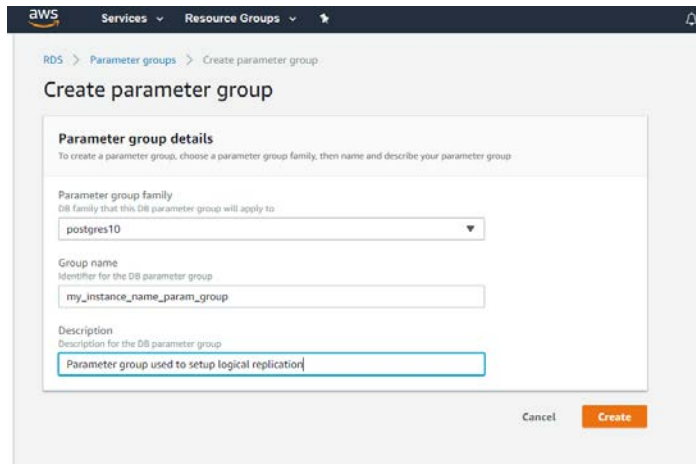 aws Services Resource Groups
RDS > Parameter groups > Create parameter group
Create parameter group
Parameter group details
To create a parameter group, choose a parameter group family, then name and describe your parameter group
Parameter group family
DB family that this DB parameter group will apply to
postgres10
Group name
Identifier for the DB parameter group
my_instance_name_param_group
Description
Description for the DB parameter group
Parameter group used to setup logical replication
Cancel Create